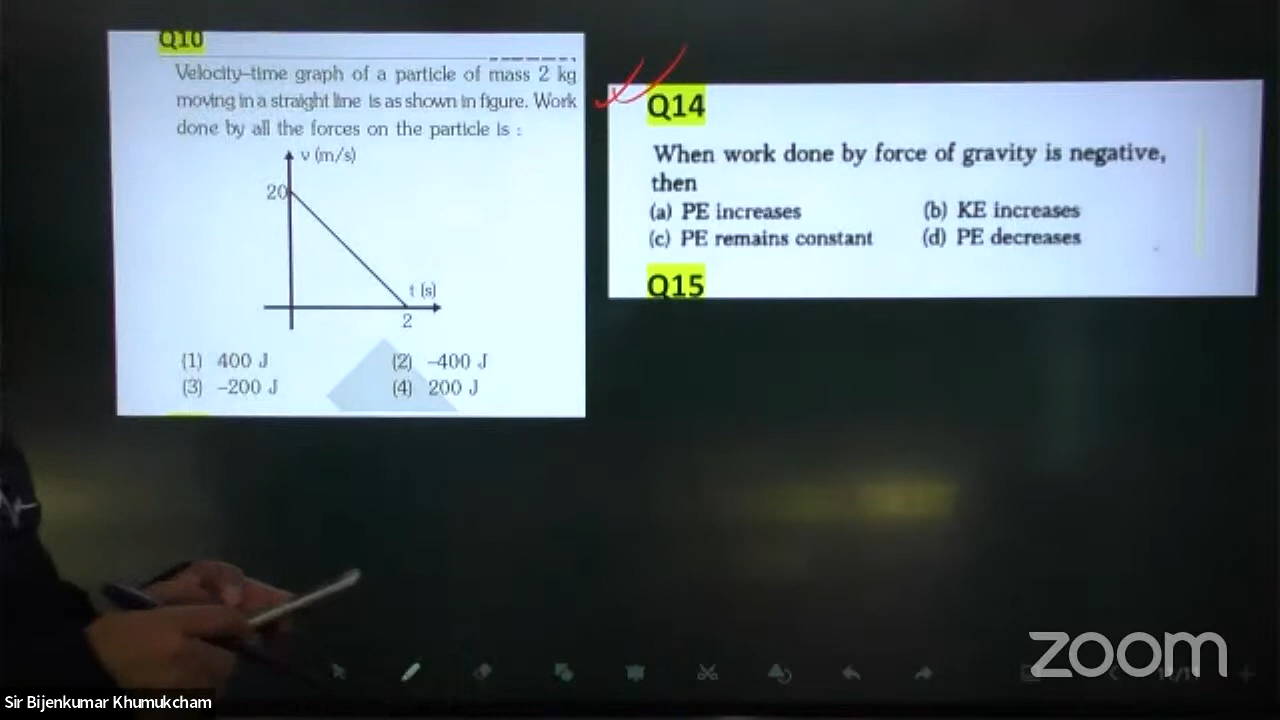 Q10
Velocity–time graph of a particle of mass 2 kg
moving in a straight line is as shown in figure. Work
done by all the forces on the particle is :
v (m/s)
20
t (s)
2
(1) 400 J
(2) –400 J
(3) –200 J
(4) 200 J
Q14
When work done by force of gravity is negative,
then
(a) PE increases
(b) KE increases
(c) PE remains constant
(d) PE decreases
Q15
zoom
Sir Bijenkumar Khumukcham